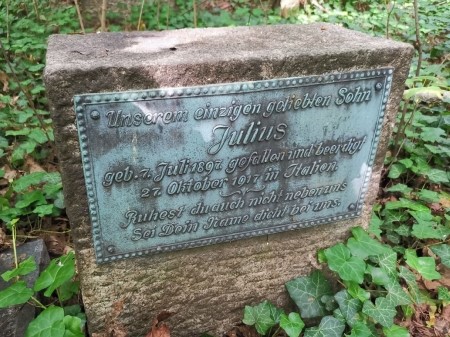 Unserem einzigen geliebten Sohn
Julius
geb. 7. Juli 1897. gefallen und beerdigt
27. Oktober 1917 in Italien.
Ruhest du auch nicht neben uns
Sei Dein Name dicht bei uns.